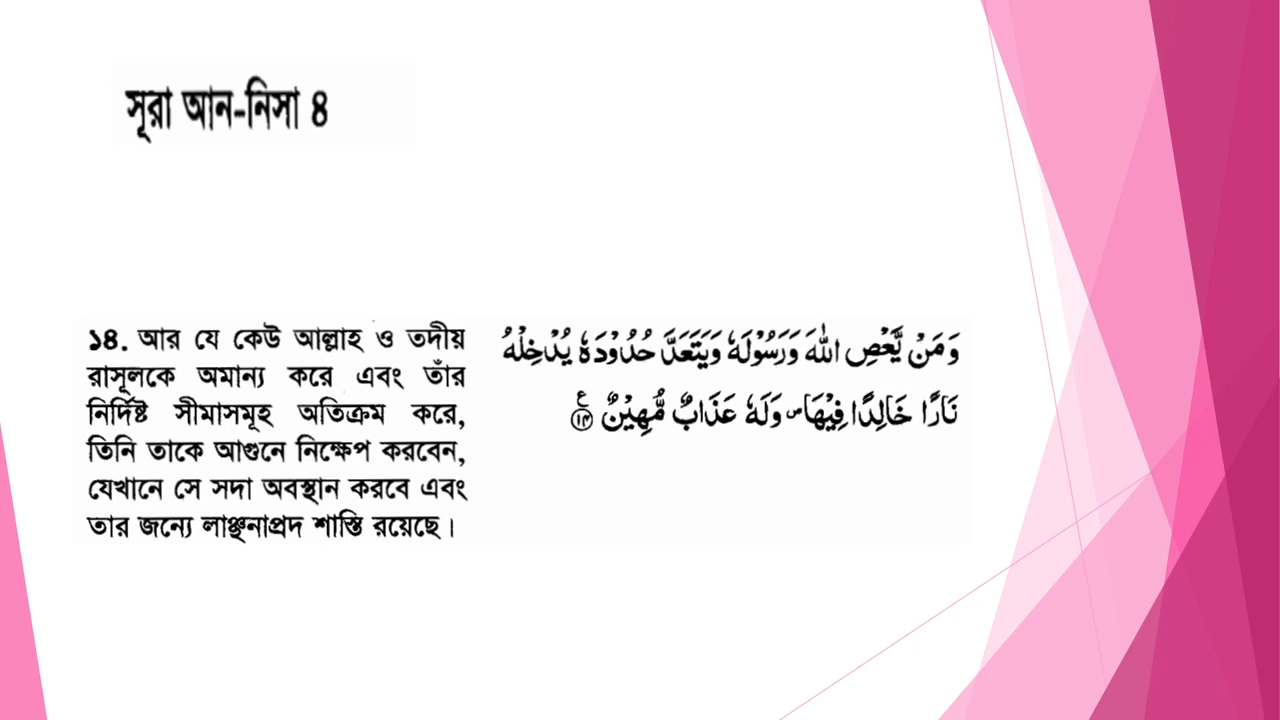 সূরা আন-নিসা ৪
১৪. আর যে কেউ আল্লাহ ও তদীয়
রাসূলকে অমান্য করে এবং তাঁর
নির্দিষ্ট সীমাসমূহ অতিক্রম করে,
তিনি তাকে আগুনে নিক্ষেপ করবেন,
যেখানে সে সদা অবস্থান করবে এবং
তার জন্যে লাঞ্ছনাপ্রদ শাস্তি রয়েছে।
وَمَنْ يَّعْصِ اللّٰهَ وَرَسُوْلَهٗ وَيَتَعَدَّ حُدُوْدَهٗ يُدْخِلْهُ
نَارًا خَالِدًا فِيْهَا ۪ وَلَهٗ عَذَابٌ مُّهِيْنٌ ۧ ﴿۱۴﴾